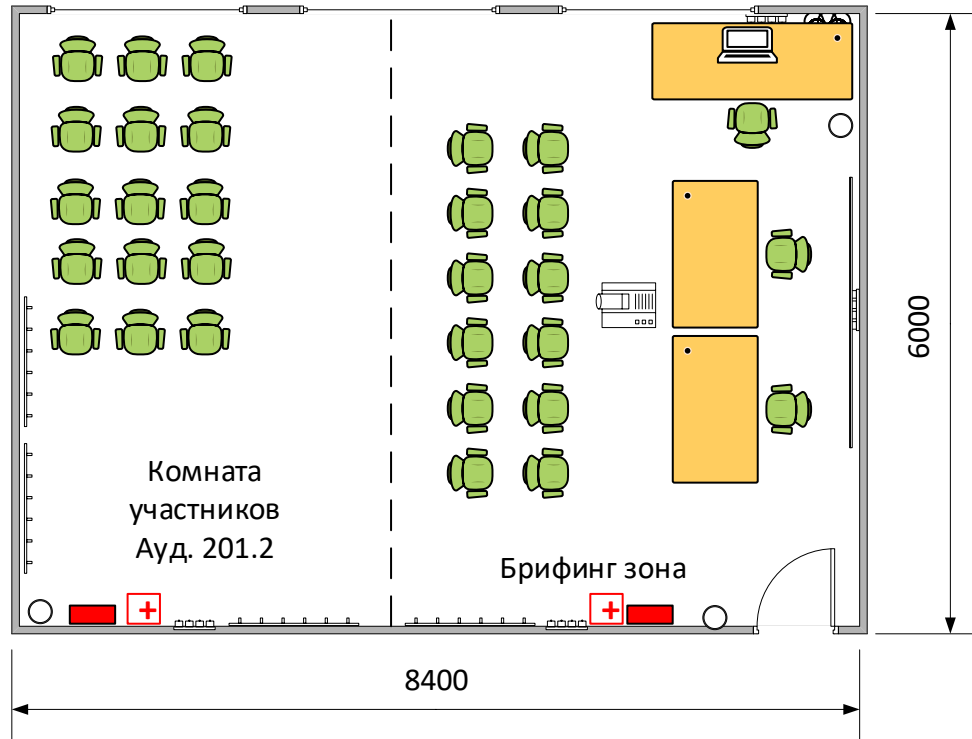 Комната
участников
Ауд. 201.2
Брифинг зона
6000
8400